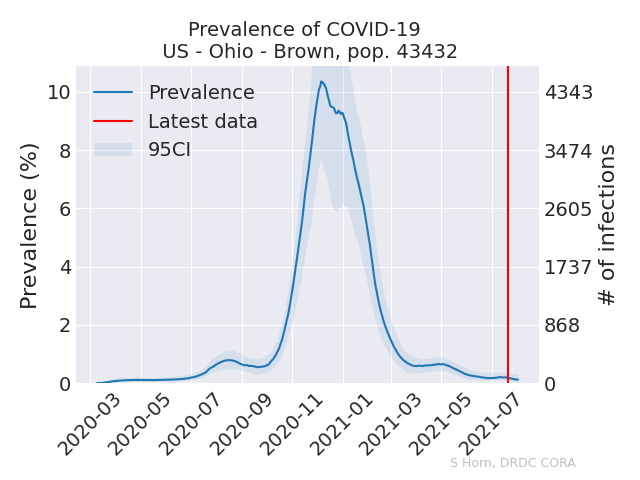 Prevalence of COVID-19
US - Ohio - Brown, pop. 43432
Prevalence
Latest data
95CI
Prevalence (%)
10
8
6
4
2
0
4343
3474
2605
1737
868
0
# of infections
2020-03
2020-05
2020-07
2020-09
2020-11
2021-01
2021-03
2021-05
2021-07
S Horn, DRDC CORA